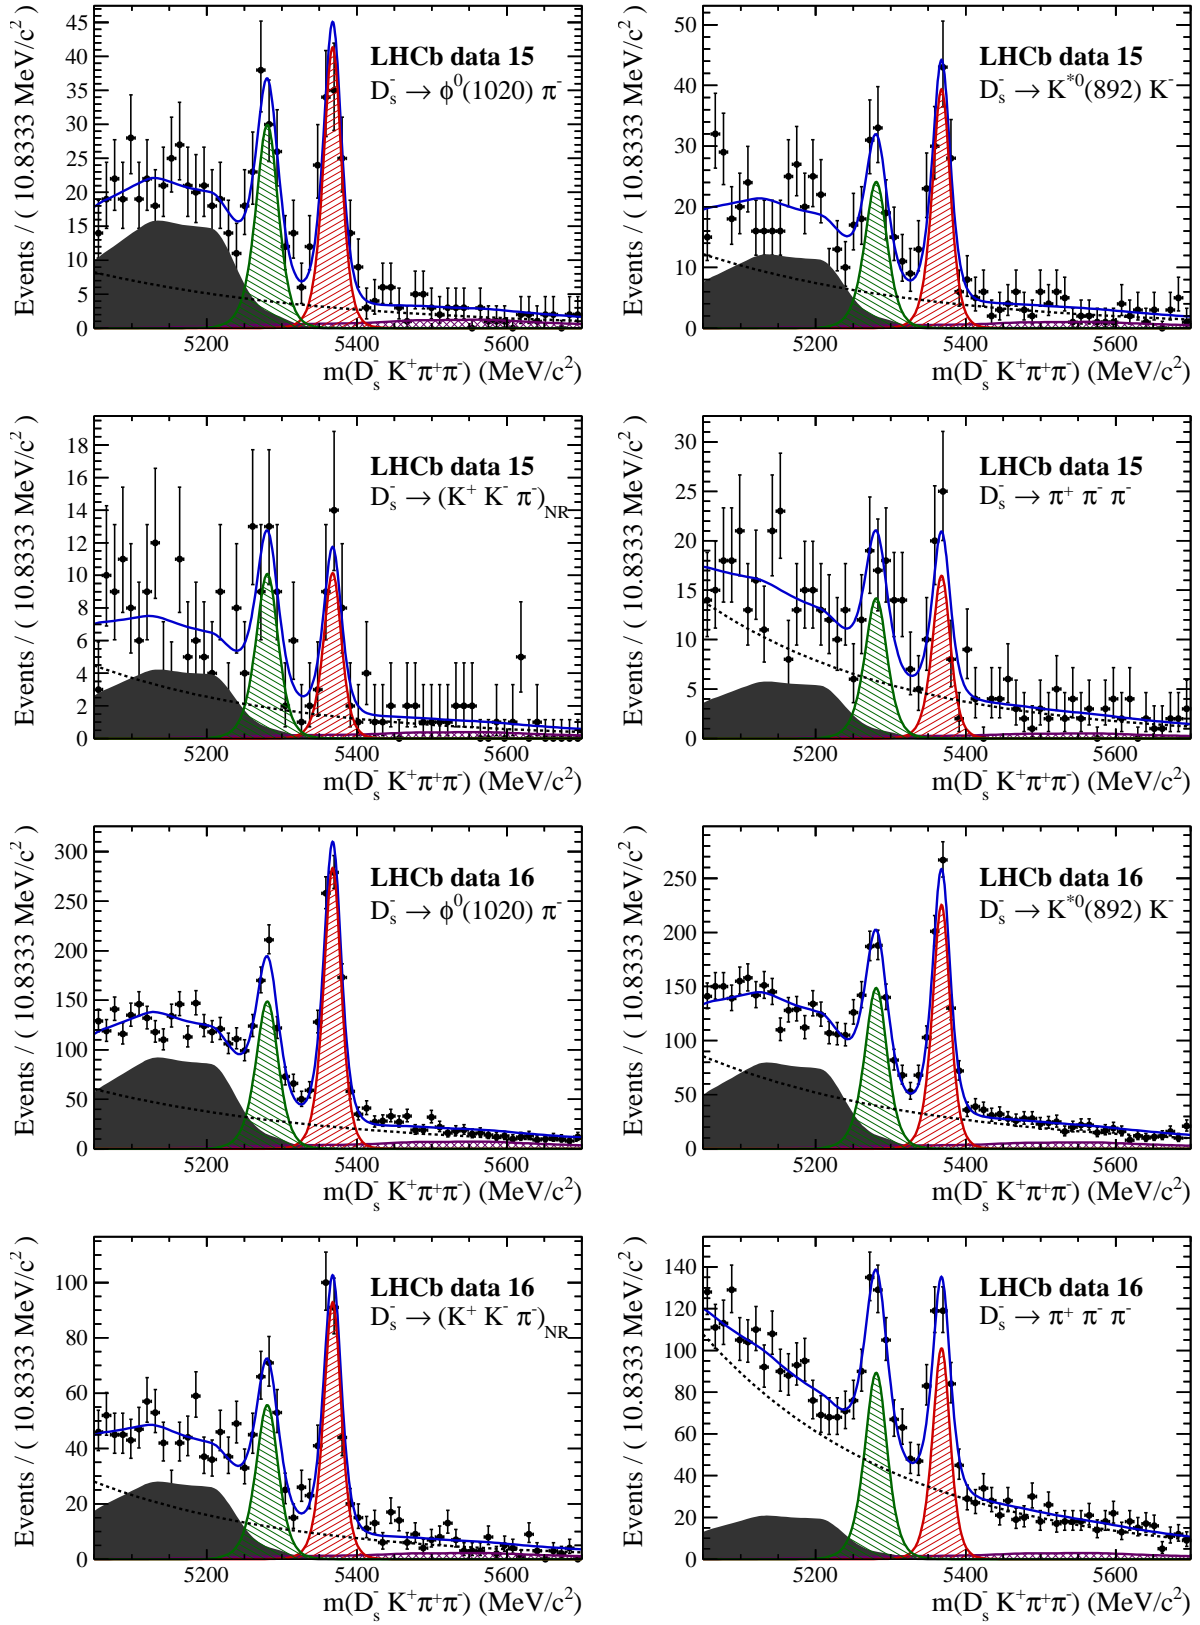 LHCb data 15
D_s^- → ϕ^0(1020) π^-
Events / ( 10.8333 MeV/c^2 )
45
40
35
30
25
20
15
10
5
0
5200 5400 5600
m(D_s^- K^+π^+π^-) (MeV/c^2)
LHCb data 15
D_s^- → K^*0(892) K^-
Events / ( 10.8333 MeV/c^2 )
50
40
30
20
10
0
5200 5400 5600
m(D_s^- K^+π^+π^-) (MeV/c^2)
LHCb data 15
D_s^- → (K^+ K^- π^-)_NR
Events / ( 10.8333 MeV/c^2 )
18
16
14
12
10
8
6
4
2
0
5200 5400 5600
m(D_s^- K^+π^+π^-) (MeV/c^2)
LHCb data 15
D_s^- → π^+ π^- π^-
Events / ( 10.8333 MeV/c^2 )
30
25
20
15
10
5
0
5200 5400 5600
m(D_s^- K^+π^+π^-) (MeV/c^2)
LHCb data 16
D_s^- → ϕ^0(1020) π^-
Events / ( 10.8333 MeV/c^2 )
300
250
200
150
100
50
0
5200 5400 5600
m(D_s^- K^+π^+π^-) (MeV/c^2)
LHCb data 16
D_s^- → K^*0(892) K^-
Events / ( 10.8333 MeV/c^2 )
250
200
150
100
50
0
5200 5400 5600
m(D_s^- K^+π^+π^-) (MeV/c^2)
LHCb data 16
D_s^- → (K^+ K^- π^-)_NR
Events / ( 10.8333 MeV/c^2 )
100
80
60
40
20
0
5200 5400 5600
m(D_s^- K^+π^+π^-) (MeV/c^2)
LHCb data 16
D_s^- → π^+ π^- π^-
Events / ( 10.8333 MeV/c^2 )
140
120
100
80
60
40
20
0
5200 5400 5600
m(D_s^- K^+π^+π^-) (MeV/c^2)